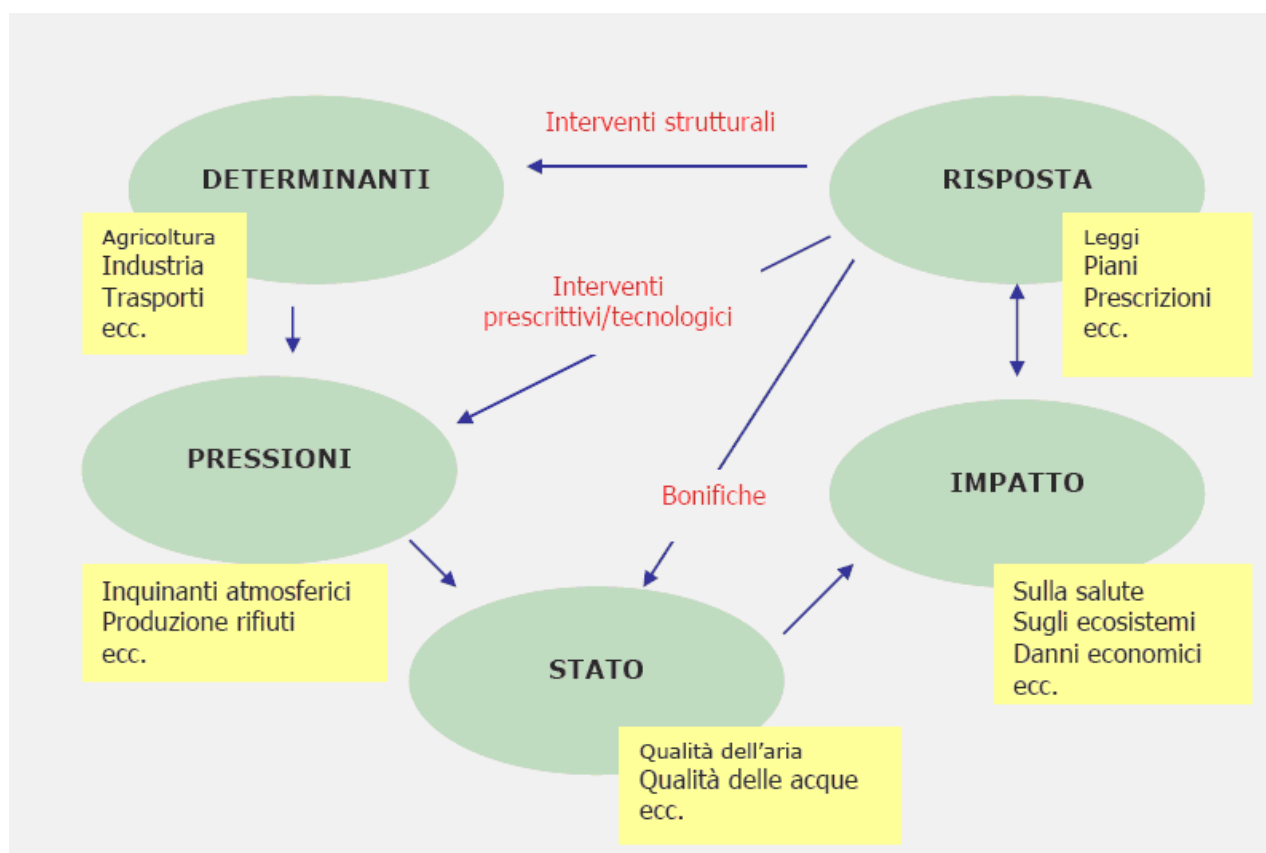 Interventi strutturali
DETERMINANTI
RISPOSTA
Agricoltura
Industria
Trasporti
ecc.
Leggi
Piani
Prescrizioni
ecc.
Interventi
prescrittivi/tecnologici
PRESSIONI
IMPATTO
Bonifiche
Inquinanti atmosferici
Produzione rifiuti
ecc.
Sulla salute
Sugli ecosistemi
Danni economici
ecc.
STATO
Qualità dell'aria
Qualità delle acque
ecc.